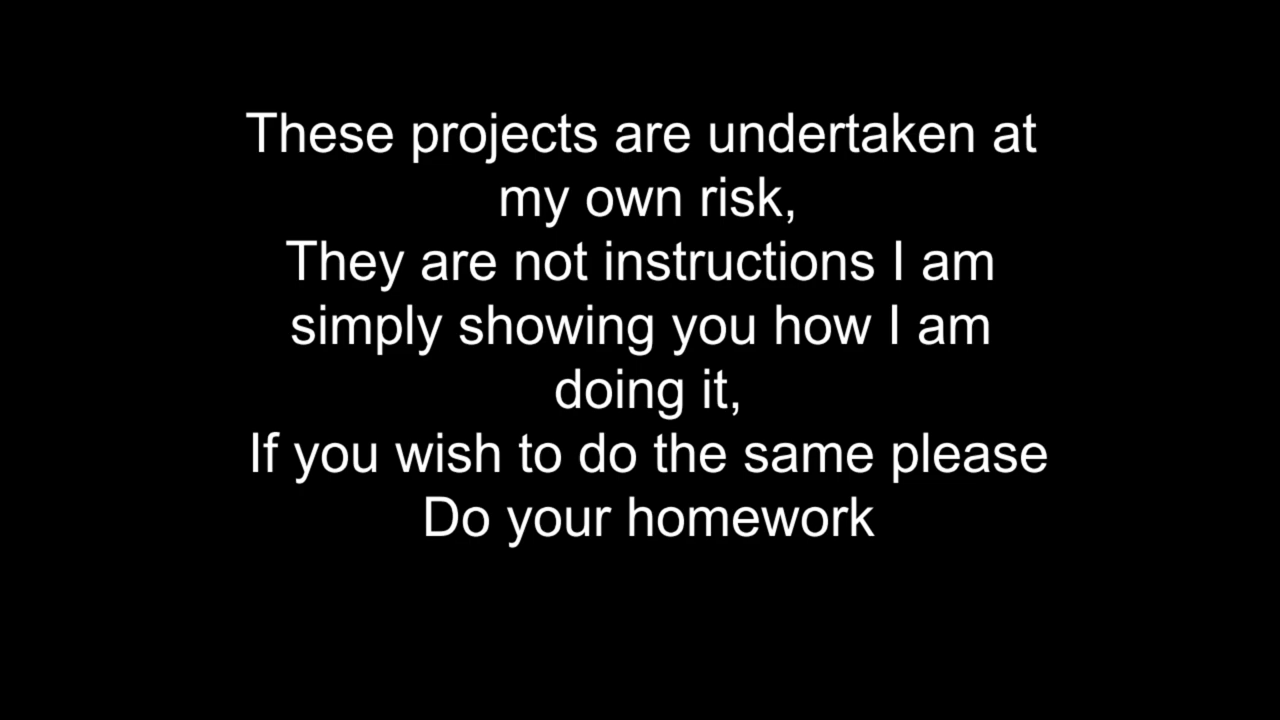 These projects are undertaken at
my own risk,
They are not instructions I am
simply showing you how I am
doing it,
If you wish to do the same please
Do your homework